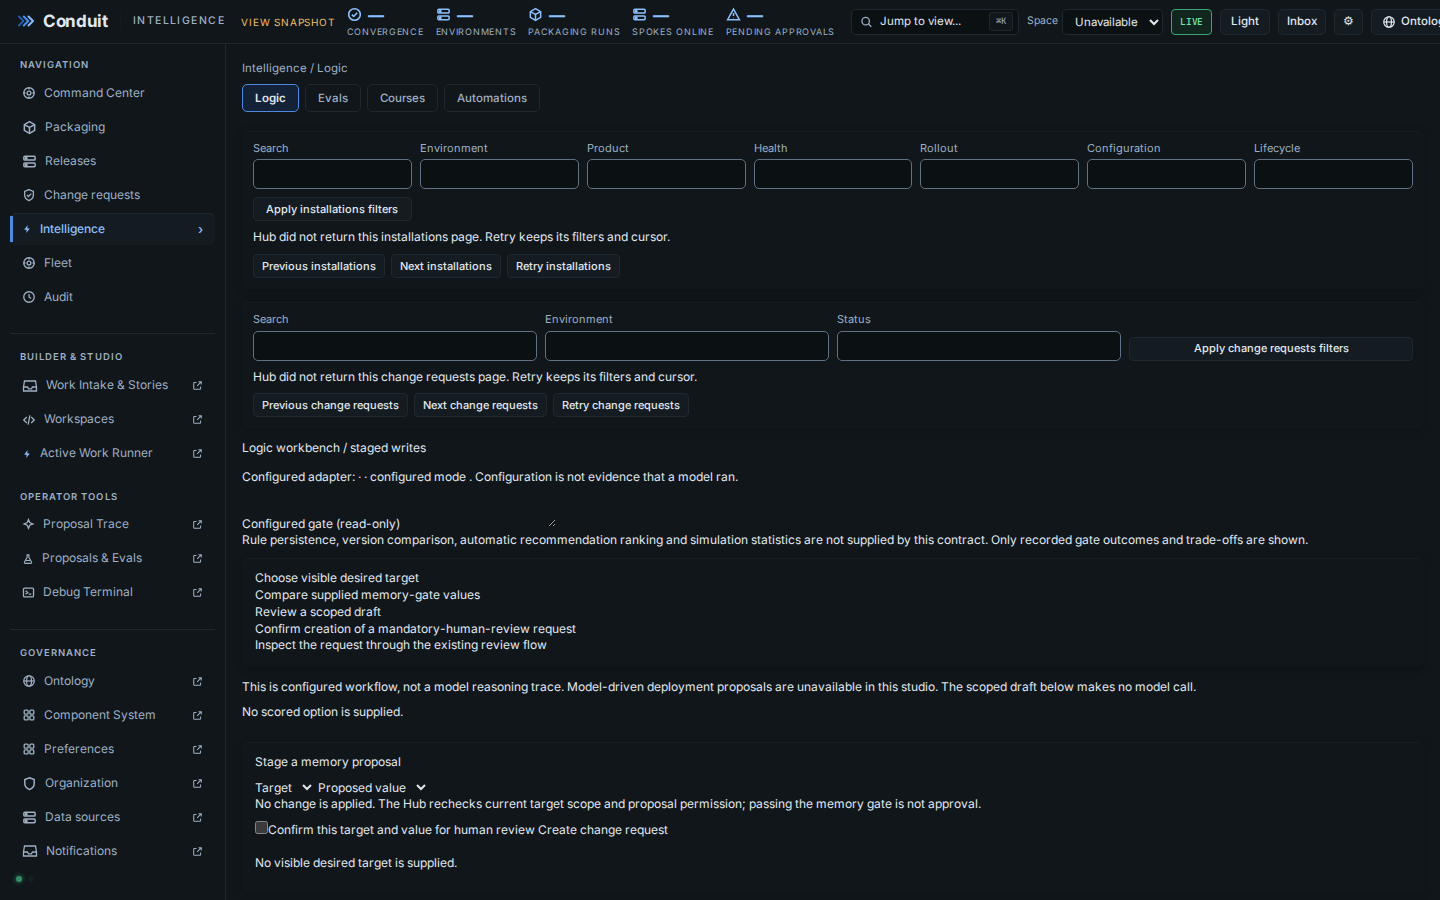 Conduit INTELLIGENCE VIEW SNAPSHOT — CONVERGENCE — ENVIRONMENTS — PACKAGING RUNS — SPOKES ONLINE — PENDING APPROVALS Jump to view... ⌘K Space Unavailable LIVE Light Inbox
NAVIGATION
Command Center
Packaging
Releases
Change requests
Intelligence
Fleet
Audit
BUILDER & STUDIO
Work Intake & Stories
Workspaces
Active Work Runner
OPERATOR TOOLS
Proposal Trace
Proposals & Evals
Debug Terminal
GOVERNANCE
Ontology
Component System
Preferences
Organization
Data sources
Notifications
Intelligence / Logic
Logic Evals Courses Automations
Search Environment Product Health Rollout Configuration Lifecycle
Apply installations filters
Hub did not return this installations page. Retry keeps its filters and cursor.
Previous installations Next installations Retry installations
Search Environment Status
Apply change requests filters
Hub did not return this change requests page. Retry keeps its filters and cursor.
Previous change requests Next change requests Retry change requests
Logic workbench / staged writes
Configured adapter: · · configured mode . Configuration is not evidence that a model ran.
Configured gate (read-only)
Rule persistence, version comparison, automatic recommendation ranking and simulation statistics are not supplied by this contract. Only recorded gate outcomes and trade-offs are shown.
Choose visible desired target
Compare supplied memory-gate values
Review a scoped draft
Confirm creation of a mandatory-human-review request
Inspect the request through the existing review flow
This is configured workflow, not a model reasoning trace. Model-driven deployment proposals are unavailable in this studio. The scoped draft below makes no model call.
No scored option is supplied.
Stage a memory proposal
Target Proposed value
No change is applied. The Hub rechecks current target scope and proposal permission; passing the memory gate is not approval.
Confirm this target and value for human review Create change request
No visible desired target is supplied.